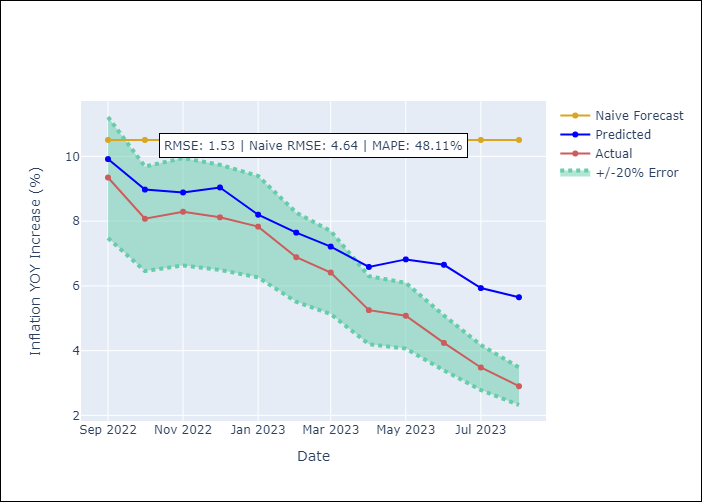 RMSE: 1.53 | Naive RMSE: 4.64 | MAPE: 48.11%
Naive Forecast
Predicted
Actual
+/-20% Error
Inflation YOY Increase (%)
10
8
6
4
2
Sep 2022 Nov 2022 Jan 2023 Mar 2023 May 2023 Jul 2023
Date